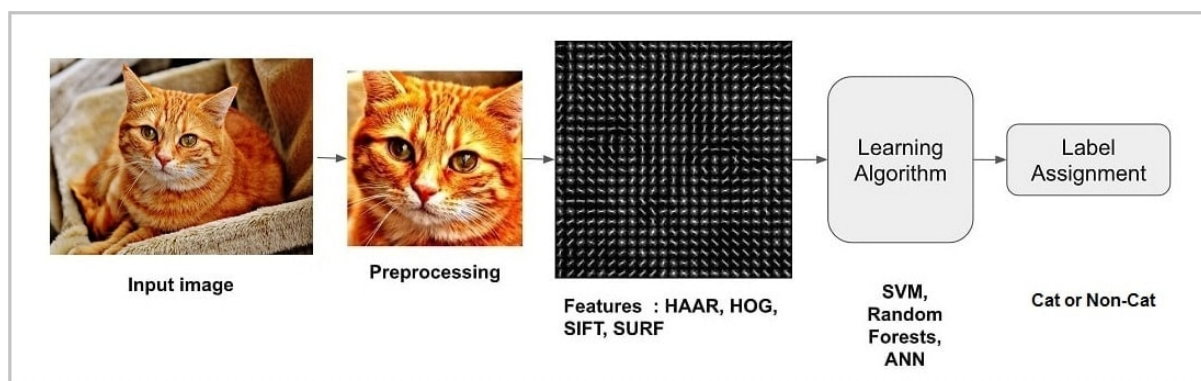 Input image
Preprocessing
Features : HAAR, HOG,
SIFT, SURF
Learning
Algorithm
SVM,
Random
Forests,
ANN
Label
Assignment
Cat or Non-Cat